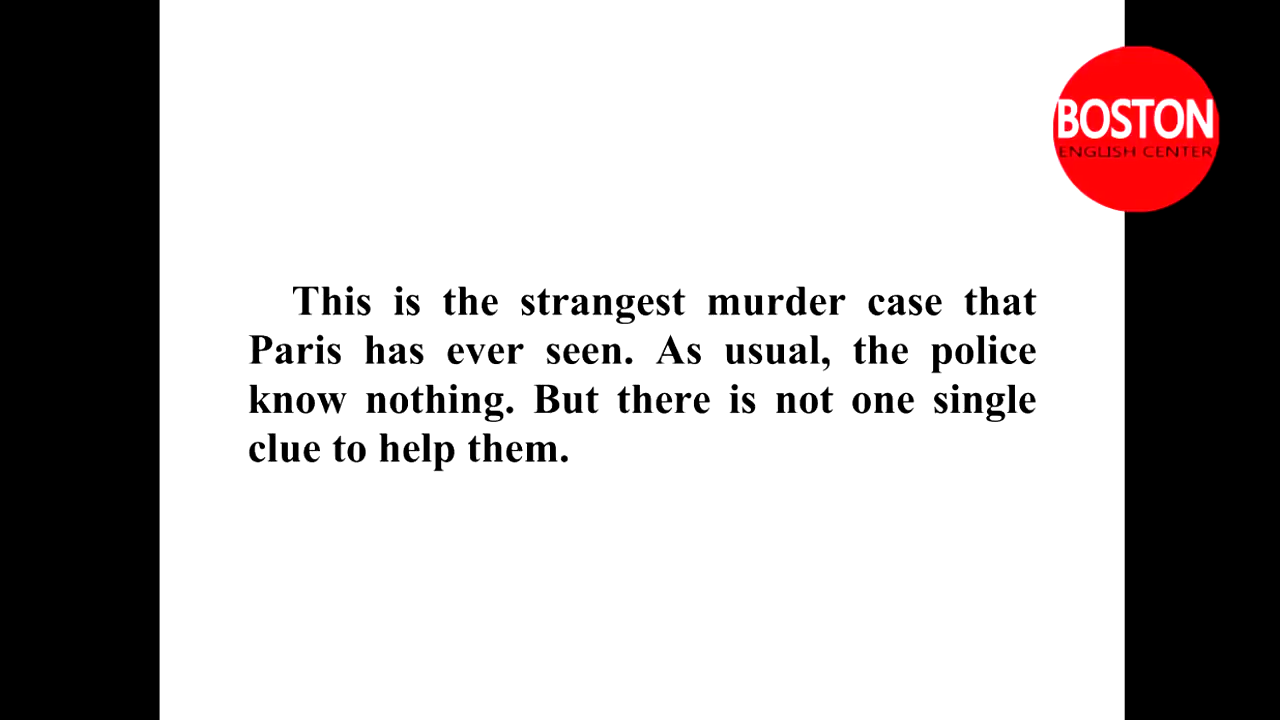 BOSTON
ENGLISH CENTER
This is the strangest murder case that
Paris has ever seen. As usual, the police
know nothing. But there is not one single
clue to help them.